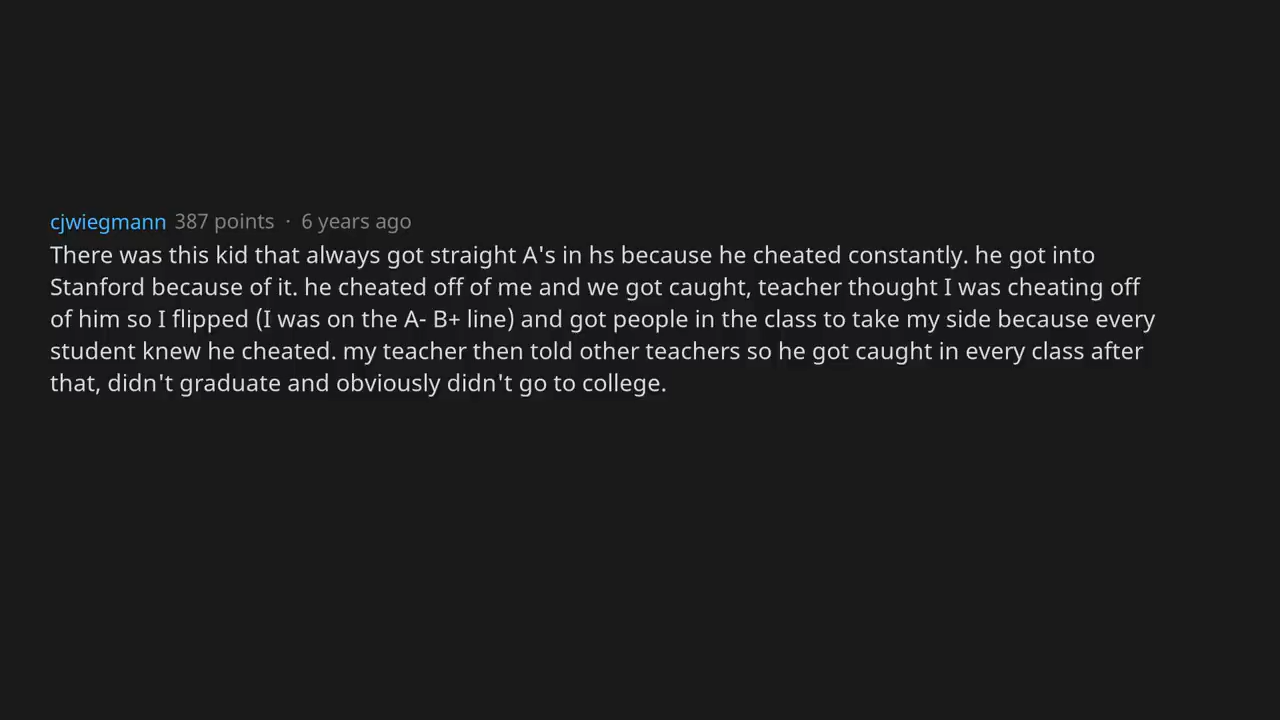 cjwiegmann 387 points · 6 years ago
There was this kid that always got straight A's in hs because he cheated constantly. he got into
Stanford because of it. he cheated off of me and we got caught, teacher thought I was cheating off
of him so I flipped (I was on the A- B+ line) and got people in the class to take my side because every
student knew he cheated. my teacher then told other teachers so he got caught in every class after
that, didn't graduate and obviously didn't go to college.